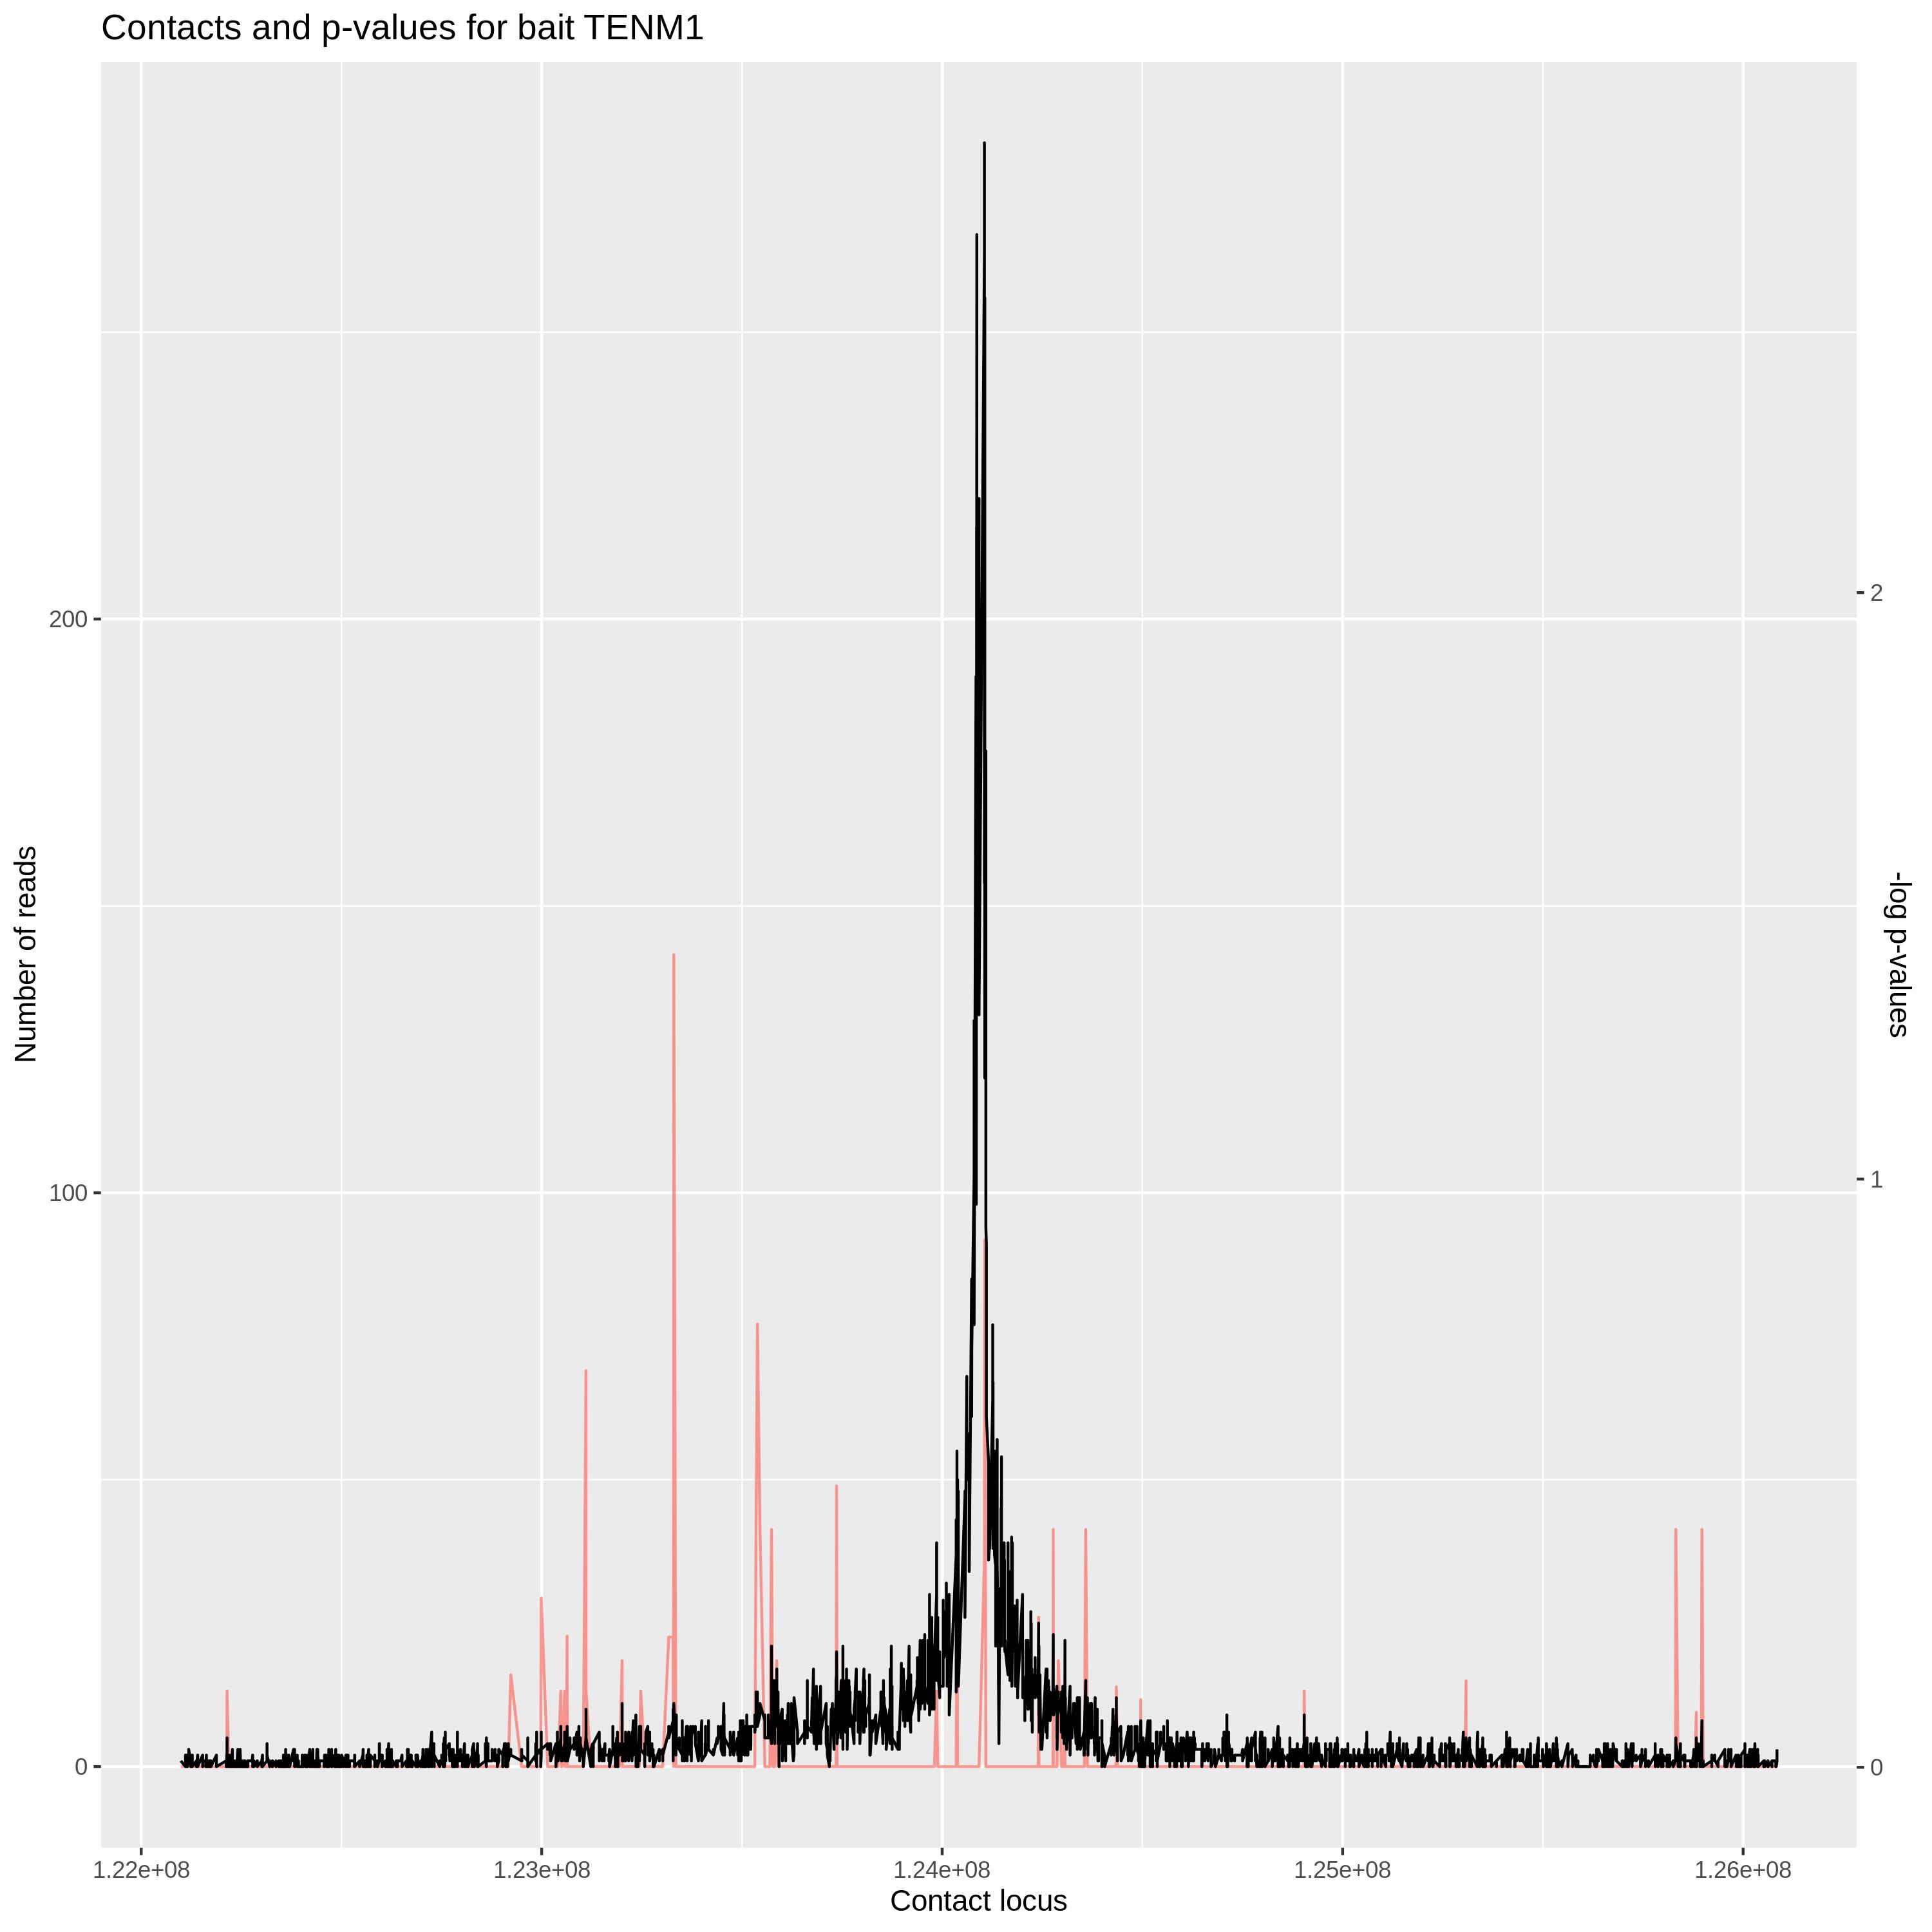 Contacts and p-values for bait TENM1
Number of reads
200
100
0
2
1
0
-log p-values
1.22e+08 1.23e+08 1.24e+08 1.25e+08 1.26e+08
Contact locus